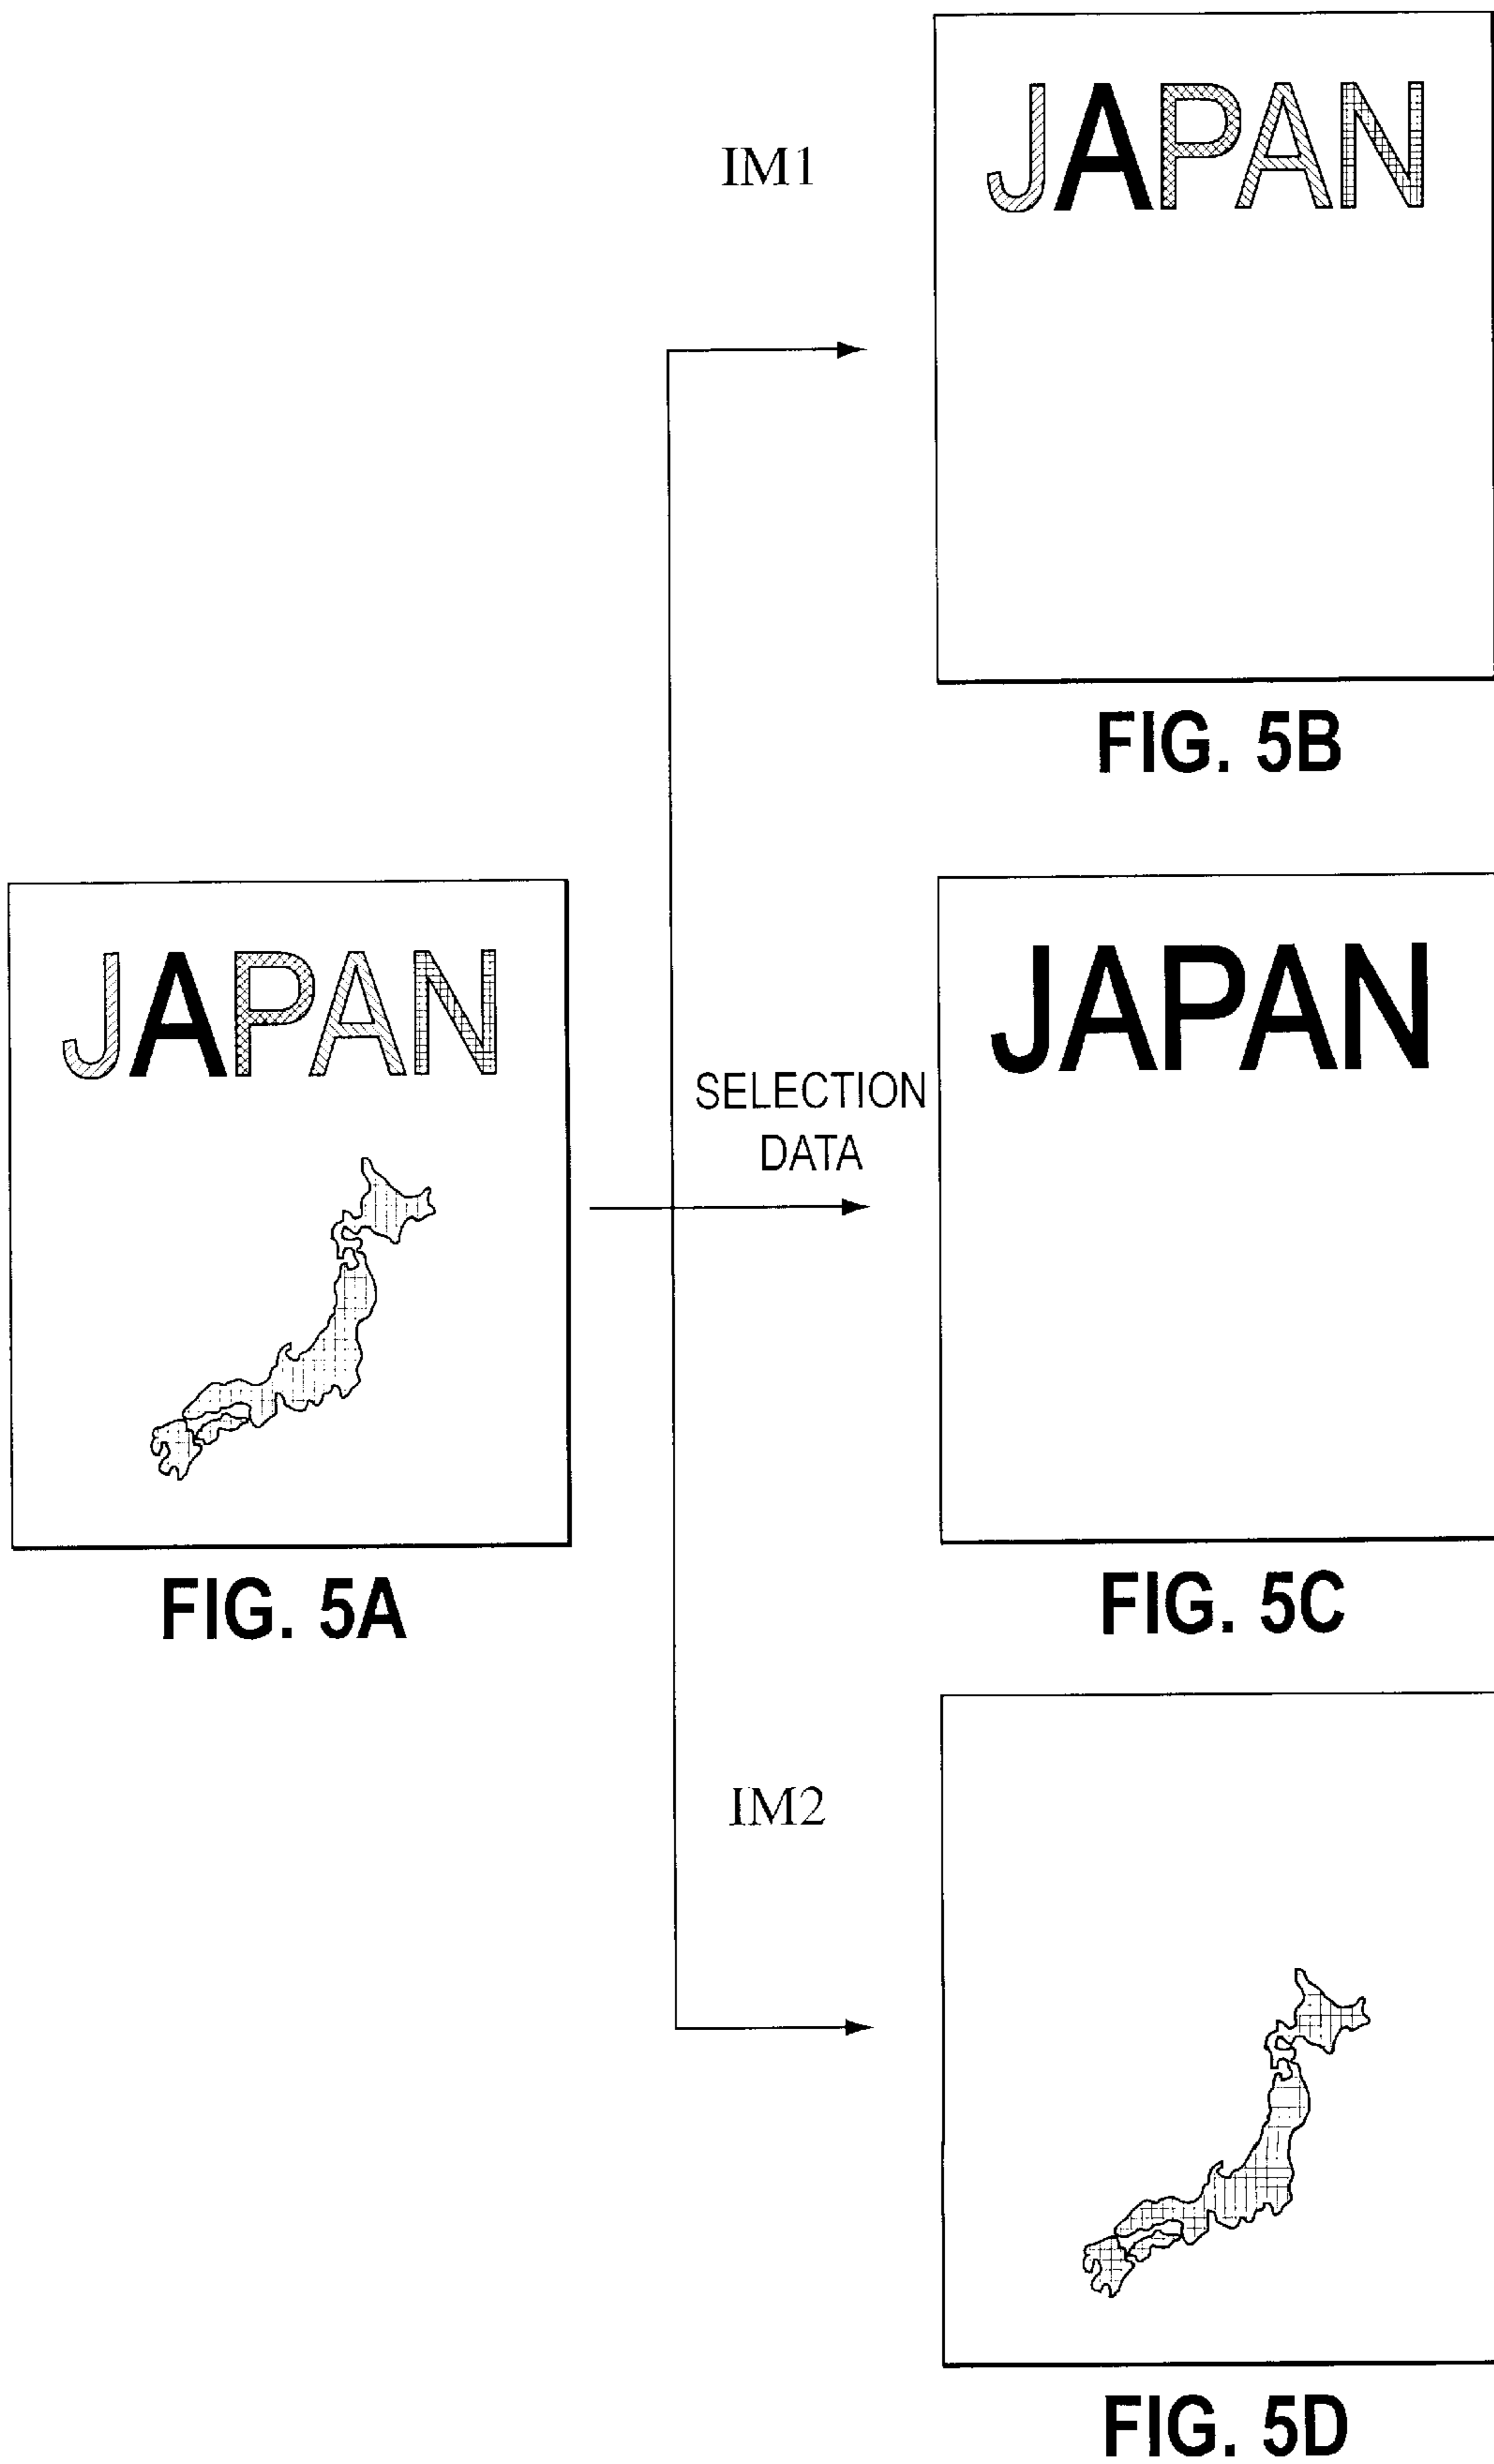 IM1
JAPAN
FIG. 5B
JAPAN
SELECTION
DATA
JAPAN
FIG. 5A
FIG. 5C
IM2
FIG. 5D